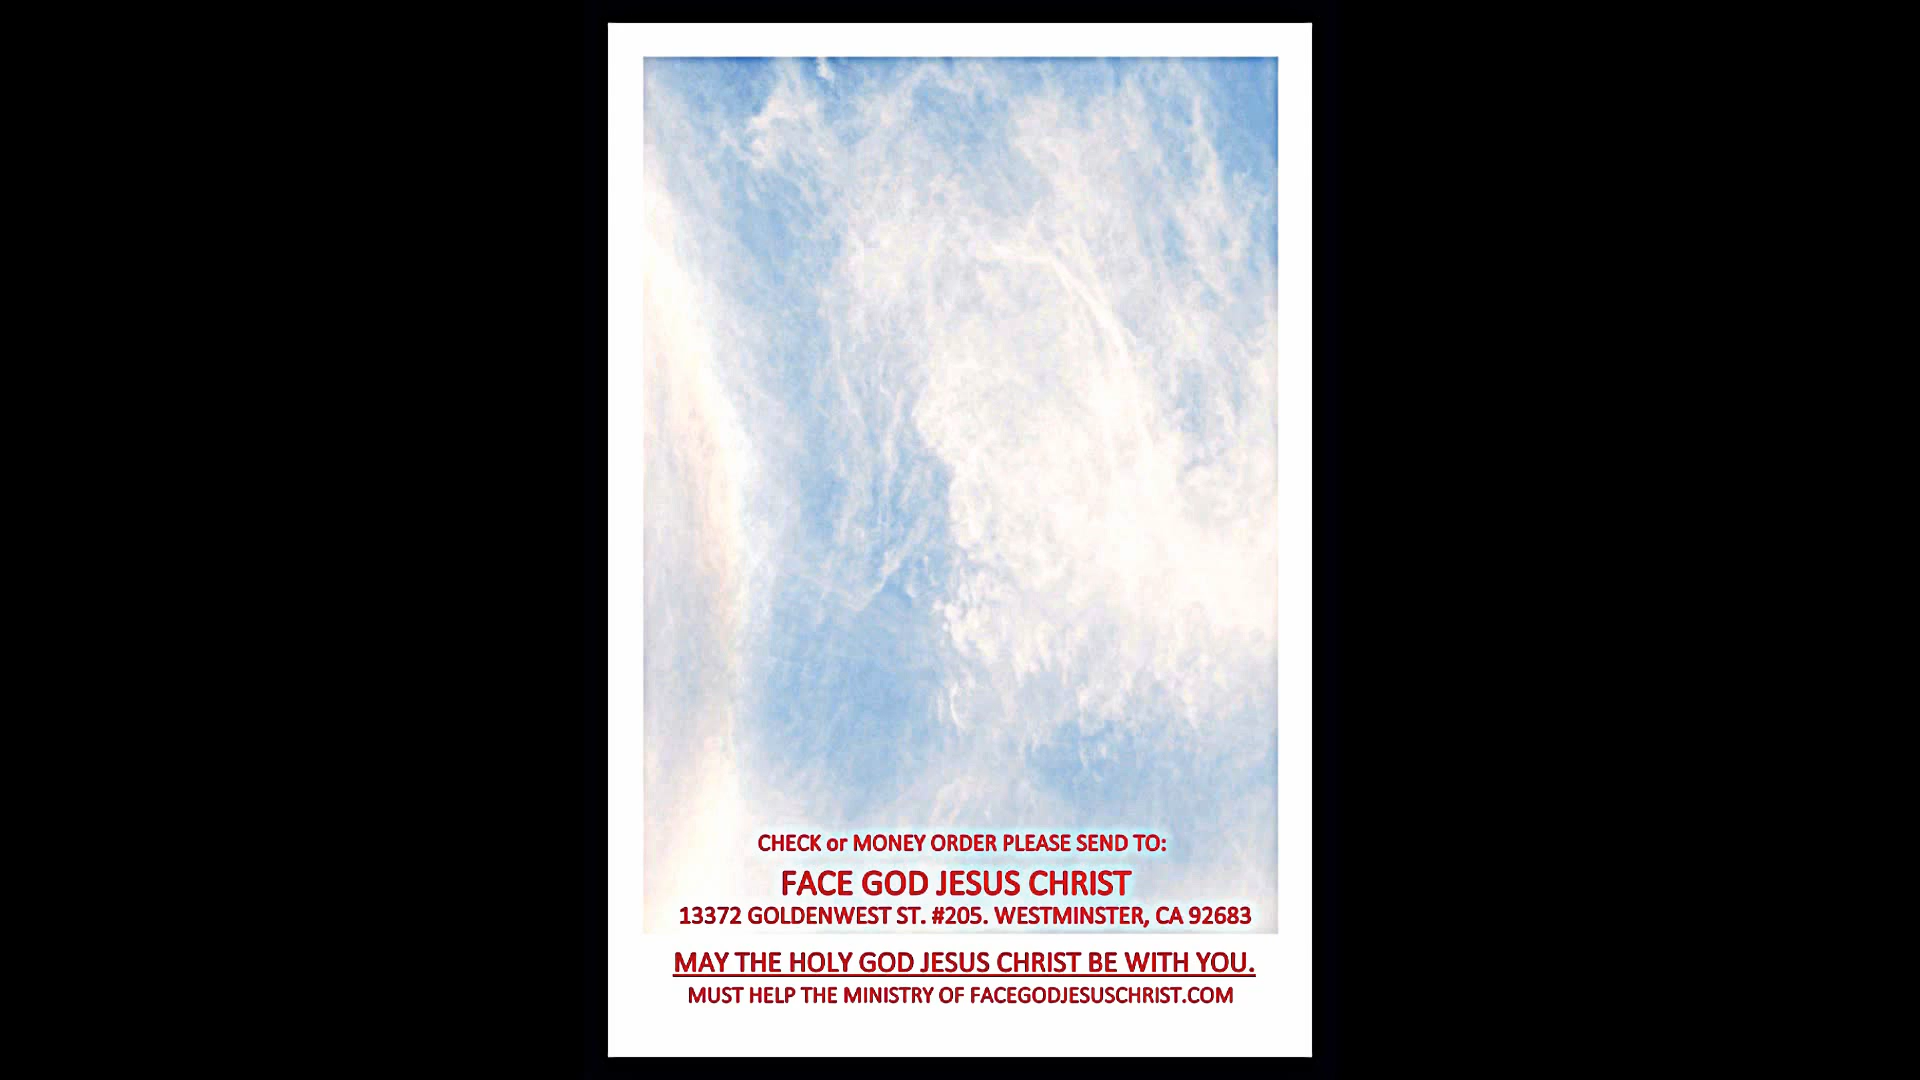 CHECK or MONEY ORDER PLEASE SEND TO:
FACE GOD JESUS CHRIST
13372 GOLDENWEST ST. #205. WESTMINSTER, CA 92683
MAY THE HOLY GOD JESUS CHRIST BE WITH YOU.
MUST HELP THE MINISTRY OF FACEGODJESUSCHRIST.COM